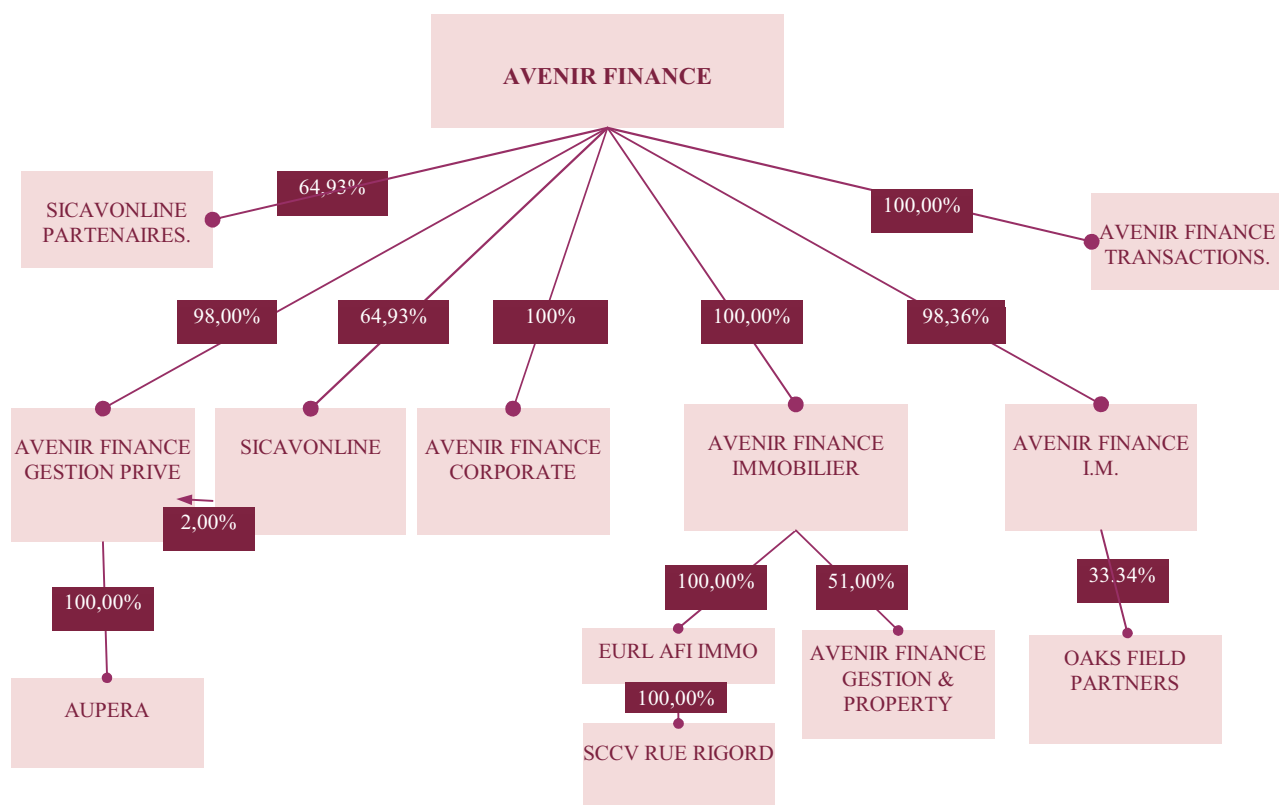 AVENIR FINANCE
64,93%
SICAVONLINE
PARTENAIRES.
100,00%
AVENIR FINANCE
TRANSACTIONS.
98,00%
64,93%
100%
100,00%
98,36%
AVENIR FINANCE
GESTION PRIVE
SICAVONLINE
AVENIR FINANCE
CORPORATE
AVENIR FINANCE
IMMOBILIER
AVENIR FINANCE
I.M.
2,00%
100,00%
100,00%
51,00%
33.34%
EURL AFI IMMO
AVENIR FINANCE
GESTION &
PROPERTY
OAKS FIELD
PARTNERS
AUPERA
100,00%
SCCV RUE RIGORD